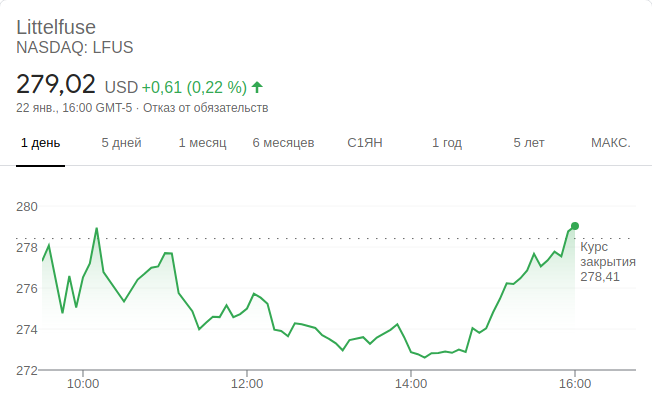 Littelfuse
NASDAQ: LFUS
279,02 USD +0,61 (0,22 %)
22 янв., 16:00 GMT-5 · Отказ от обязательств
1 день 5 дней 1 месяц 6 месяцев С1ЯН 1 год 5 лет МАКС.
280
278
Курс
закрытия
278,41
276
274
272
10:00 12:00 14:00 16:00